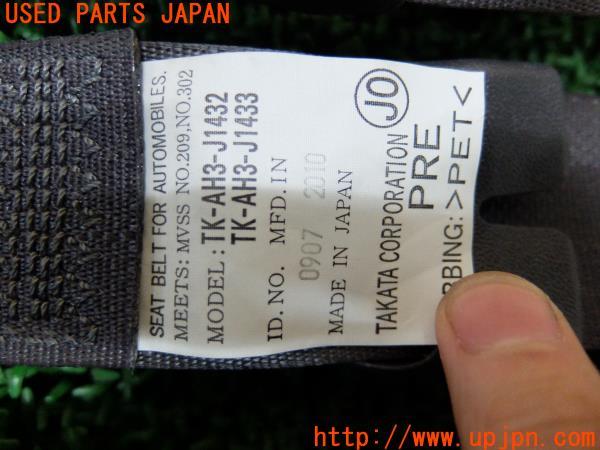 USED PARTS JAPAN
SEAT BELT FOR AUTOMOBILES.
MEETS: MVSS NO.209,NO.302
MODEL: TK-AH3-J1432
TK-AH3-J1433
ID.NO. MFD.IN
0907 2010
MADE IN JAPAN
TAKATA CORPORATION JO
PRE
BBING: >PET<
http://www.upjpn.com/